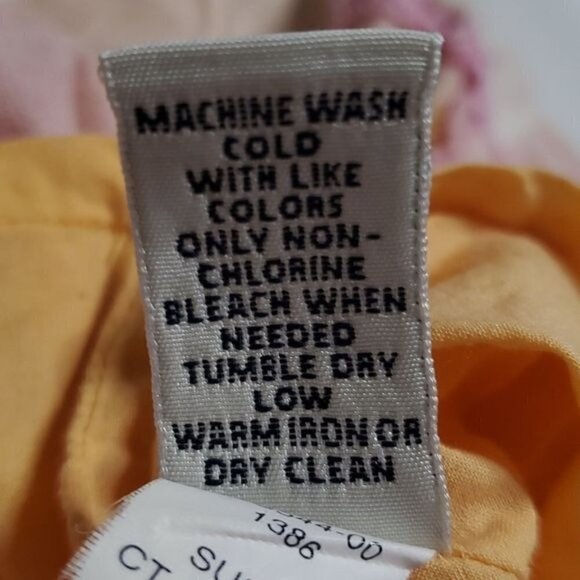 MACHINE WASH
COLD
WITH LIKE
COLORS
ONLY NON-
CHLORINE
BLEACH WHEN
NEEDED
TUMBLE DRY
LOW
WARM IRON OR
DRY CLEAN
1386
CT